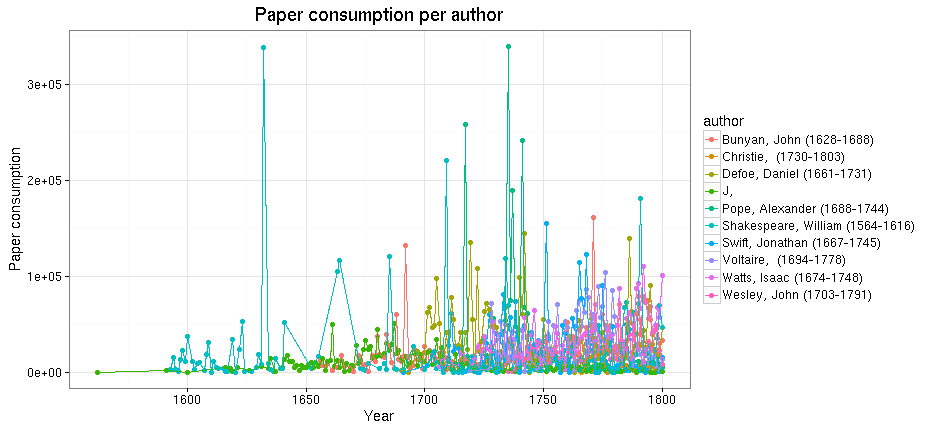 Paper consumption per author
3e+05
2e+05
1e+05
0e+00
Paper consumption
1600
1650
1700
1750
1800
Year
author
Bunyan, John (1628-1688)
Christie,  (1730-1803)
Defoe, Daniel (1661-1731)
J,
Pope, Alexander (1688-1744)
Shakespeare, William (1564-1616)
Swift, Jonathan (1667-1745)
Voltaire,  (1694-1778)
Watts, Isaac (1674-1748)
Wesley, John (1703-1791)